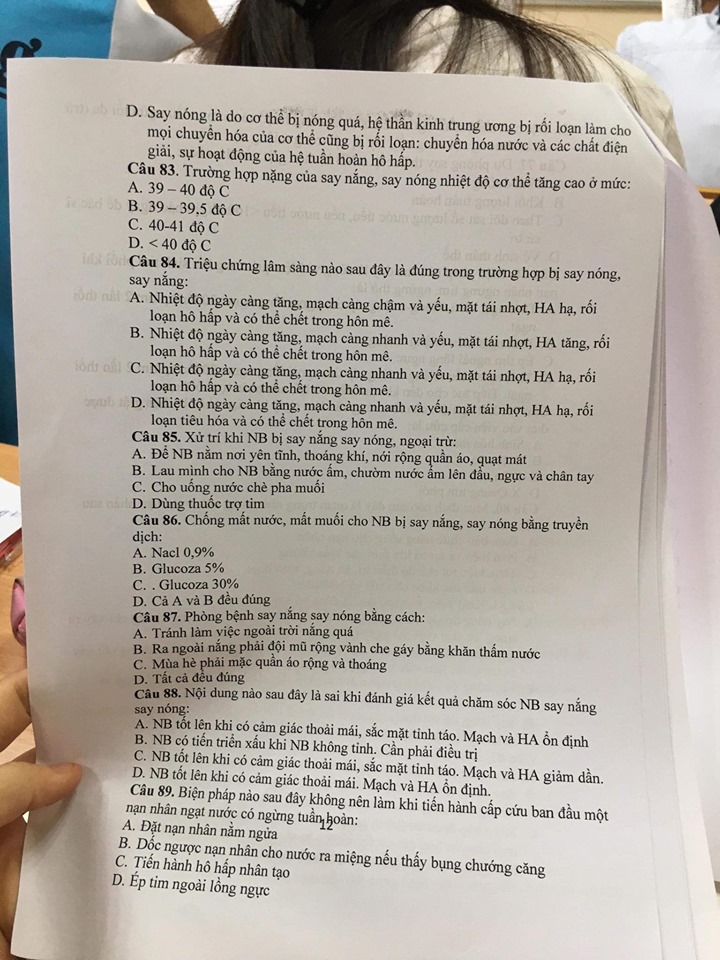 D. Say nóng là do cơ thể bị nóng quá, hệ thần kinh trung ương bị rối loạn làm cho
mọi chuyển hóa của cơ thể cũng bị rối loạn: chuyển hóa nước và các chất điện
giải, sự hoạt động của hệ tuần hoàn hô hấp.
Câu 83. Trường hợp nặng của say nắng, say nóng nhiệt độ cơ thể tăng cao ở mức:
A. 39 – 40 độ C
B. 39 – 39,5 độ C
C. 40-41 độ C
D. < 40 độ C
Câu 84. Triệu chứng lâm sàng nào sau đây là đúng trong trường hợp bị say nóng,
say nắng:
A. Nhiệt độ ngày càng tăng, mạch càng chậm và yếu, mặt tái nhợt, HA hạ, rối
loạn hô hấp và có thể chết trong hôn mê.
B. Nhiệt độ ngày càng tăng, mạch càng nhanh và yếu, mặt tái nhợt, HA tăng, rối
loạn hô hấp và có thể chết trong hôn mê.
C. Nhiệt độ ngày càng tăng, mạch càng nhanh và yếu, mặt tái nhợt, HA hạ, rối
loạn hô hấp và có thể chết trong hôn mê.
D. Nhiệt độ ngày càng tăng, mạch càng nhanh và yếu, mặt tái nhợt, HA hạ, rối
loạn tiêu hóa và có thể chết trong hôn mê.
Câu 85. Xử trí khi NB bị say nắng say nóng, ngoại trừ:
A. Để NB nằm nơi yên tĩnh, thoáng khí, nới rộng quần áo, quạt mát
B. Lau mình cho NB bằng nước ấm, chườm nước ấm lên đầu, ngực và chân tay
C. Cho uống nước chè pha muối
D. Dùng thuốc trợ tim
Câu 86. Chống mất nước, mất muối cho NB bị say nắng, say nóng bằng truyền
dịch:
A. Nacl 0,9%
B. Glucoza 5%
C. . Glucoza 30%
D. Cả A và B đều đúng
Câu 87. Phòng bệnh say nắng say nóng bằng cách:
A. Tránh làm việc ngoài trời nắng quá
B. Ra ngoài nắng phải đội mũ rộng vành che gáy bằng khăn thấm nước
C. Mùa hè phải mặc quần áo rộng và thoáng
D. Tất cả đều đúng
Câu 88. Nội dung nào sau đây là sai khi đánh giá kết quả chăm sóc NB say nắng
say nóng:
A. NB tốt lên khi có cảm giác thoải mái, sắc mặt tỉnh táo. Mạch và HA ổn định
B. NB có tiến triển xấu khi NB không tỉnh. Cần phải điều trị
C. NB tốt lên khi có cảm giác thoải mái, sắc mặt tỉnh táo. Mạch và HA giảm dần.
D. NB tốt lên khi có cảm giác thoải mái. Mạch và HA ổn định.
Câu 89. Biện pháp nào sau đây không nên làm khi tiến hành cấp cứu ban đầu một
nạn nhân ngạt nước có ngừng tuần hoàn:
12
A. Đặt nạn nhân nằm ngửa
B. Dốc ngược nạn nhân cho nước ra miệng nếu thấy bụng chướng căng
C. Tiến hành hô hấp nhân tạo
D. Ép tim ngoài lồng ngực